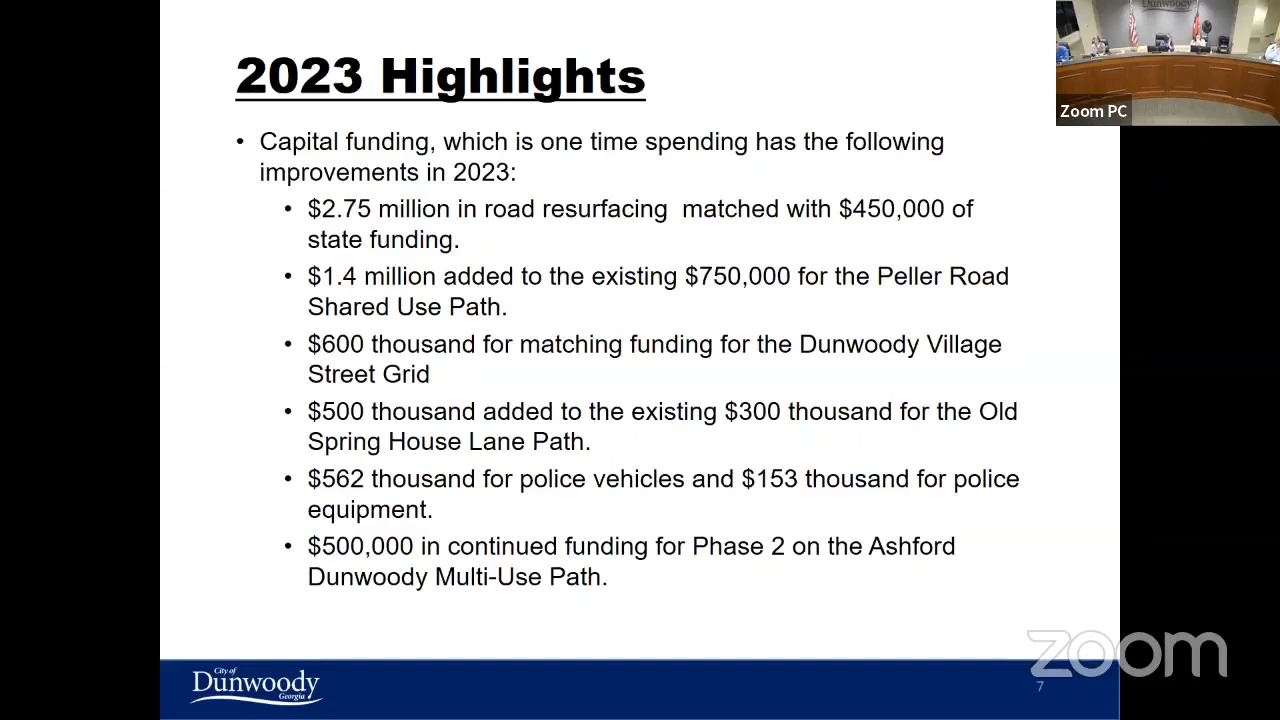 Dunwoody
Zoom PC
2023 Highlights
• Capital funding, which is one time spending has the following
improvements in 2023:
• $2.75 million in road resurfacing  matched with $450,000 of
state funding.
• $1.4 million added to the existing $750,000 for the Peller Road
Shared Use Path.
• $600 thousand for matching funding for the Dunwoody Village
Street Grid
• $500 thousand added to the existing $300 thousand for the Old
Spring House Lane Path.
• $562 thousand for police vehicles and $153 thousand for police
equipment.
• $500,000 in continued funding for Phase 2 on the Ashford
Dunwoody Multi-Use Path.
zoom
City of
Dunwoody
Georgia
7